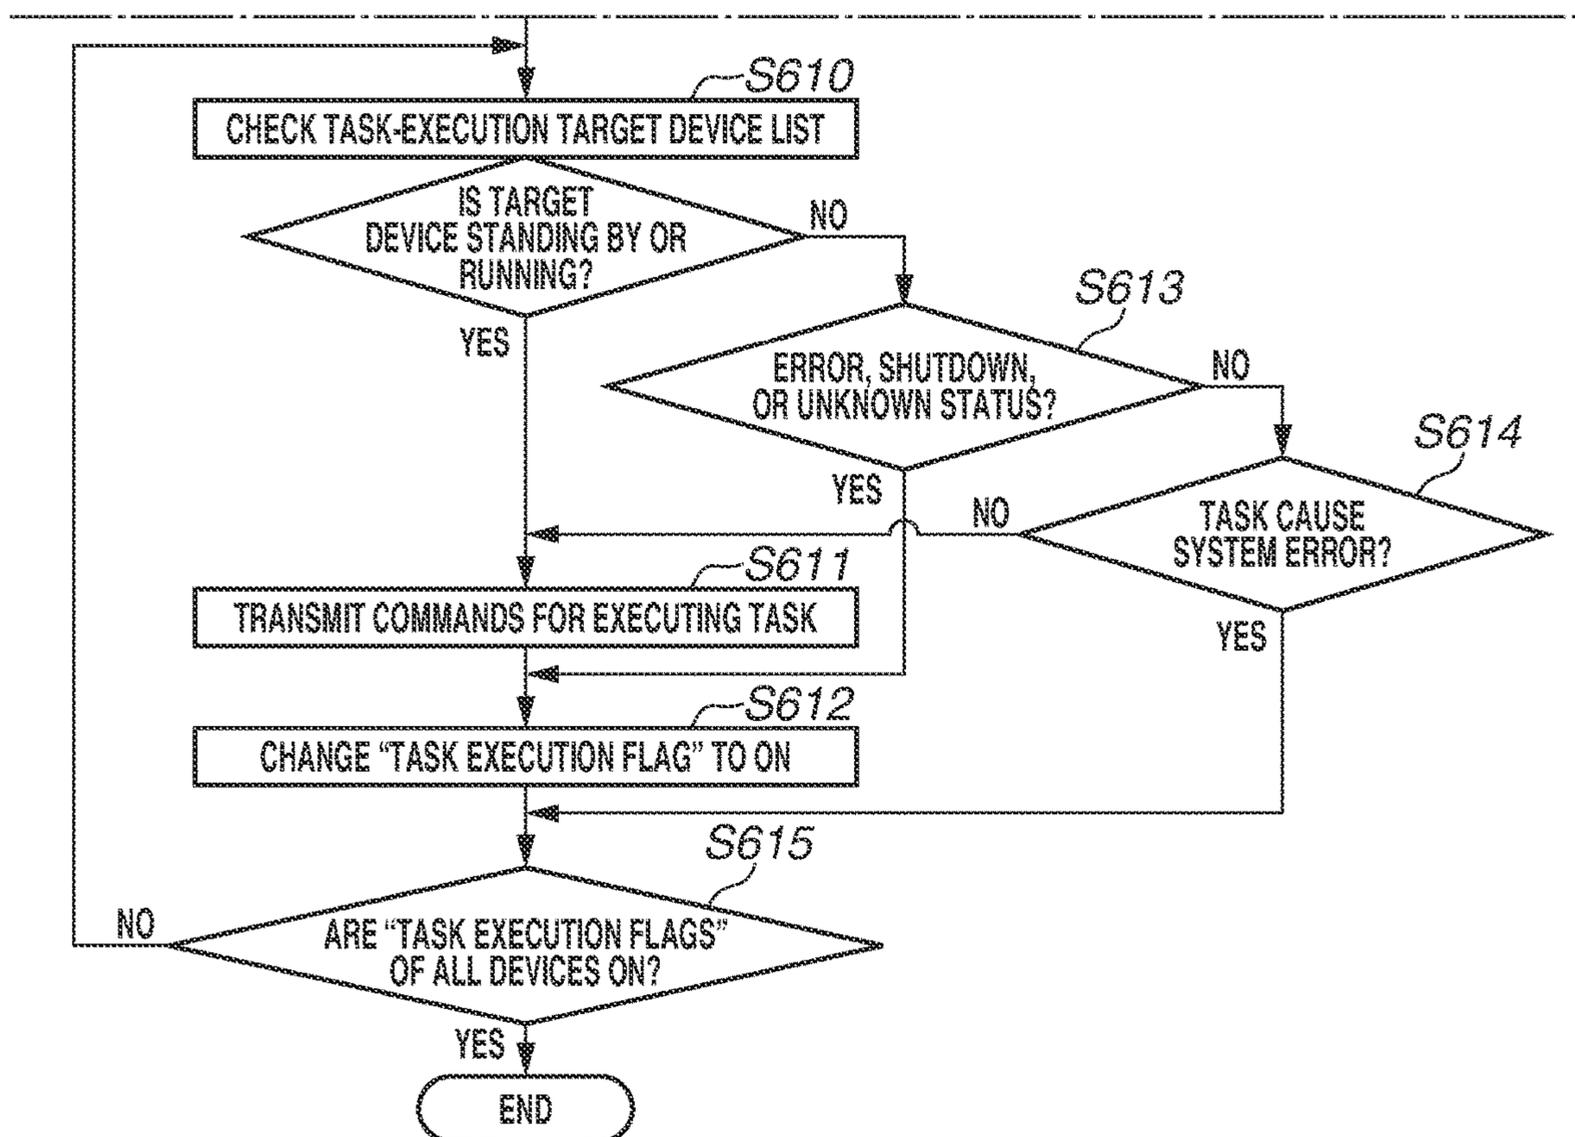 S610
CHECK TASK-EXECUTION TARGET DEVICE LIST
IS TARGET
DEVICE STANDING BY OR
RUNNING?
NO
YES
S613
ERROR, SHUTDOWN,
OR UNKNOWN STATUS?
NO
YES
S614
TASK CAUSE
SYSTEM ERROR?
NO
YES
S611
TRANSMIT COMMANDS FOR EXECUTING TASK
S612
CHANGE “TASK EXECUTION FLAG” TO ON
S615
ARE “TASK EXECUTION FLAGS”
OF ALL DEVICES ON?
NO
YES
END